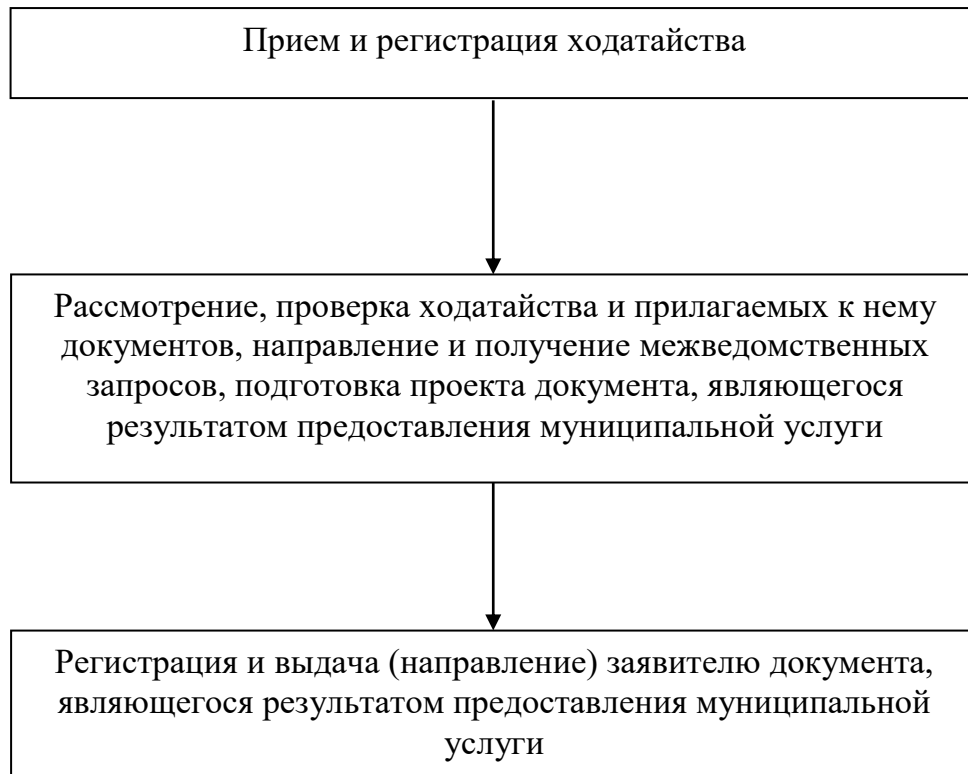 Прием и регистрация ходатайства
Рассмотрение, проверка ходатайства и прилагаемых к нему
документов, направление и получение межведомственных
запросов, подготовка проекта документа, являющегося
результатом предоставления муниципальной услуги
Регистрация и выдача (направление) заявителю документа,
являющегося результатом предоставления муниципальной
услуги